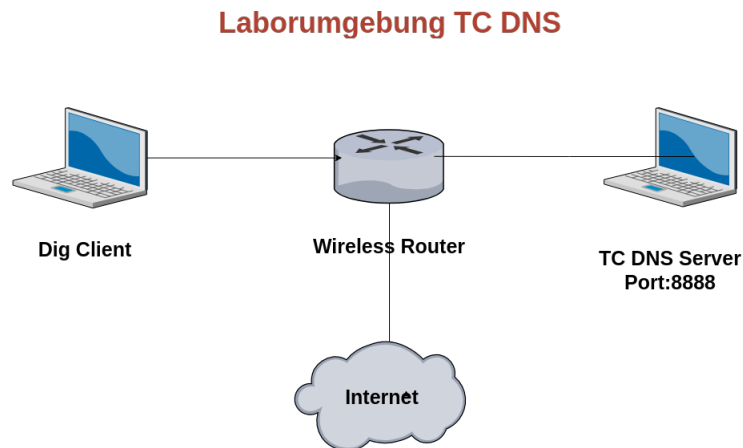 Laborumgebung TC DNS
Dig Client
Wireless Router
TC DNS Server
Port:8888
Internet